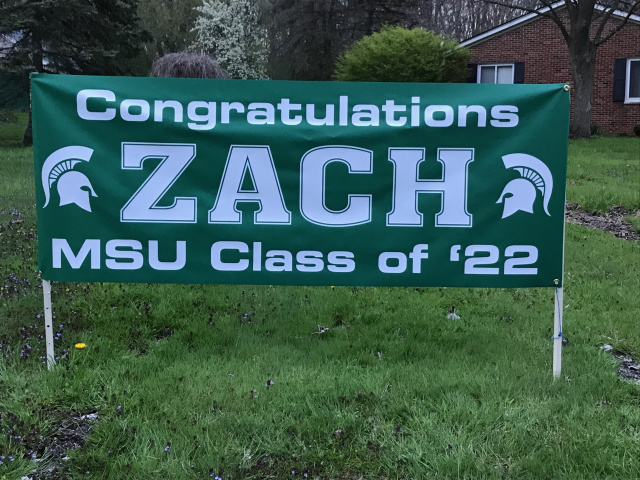 Congratulations
ZACH
MSU Class of ‘22